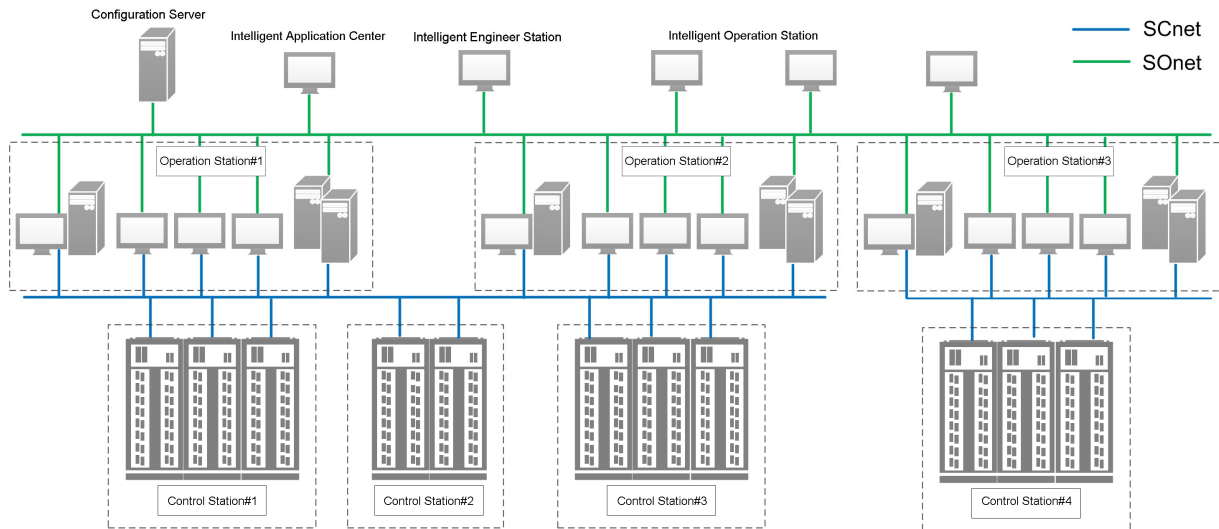 Configuration Server
Intelligent Application Center
Intelligent Engineer Station
Intelligent Operation Station
SCnet
SOnet
Operation Station#1
Operation Station#2
Operation Station#3
Control Station#1
Control Station#2
Control Station#3
Control Station#4